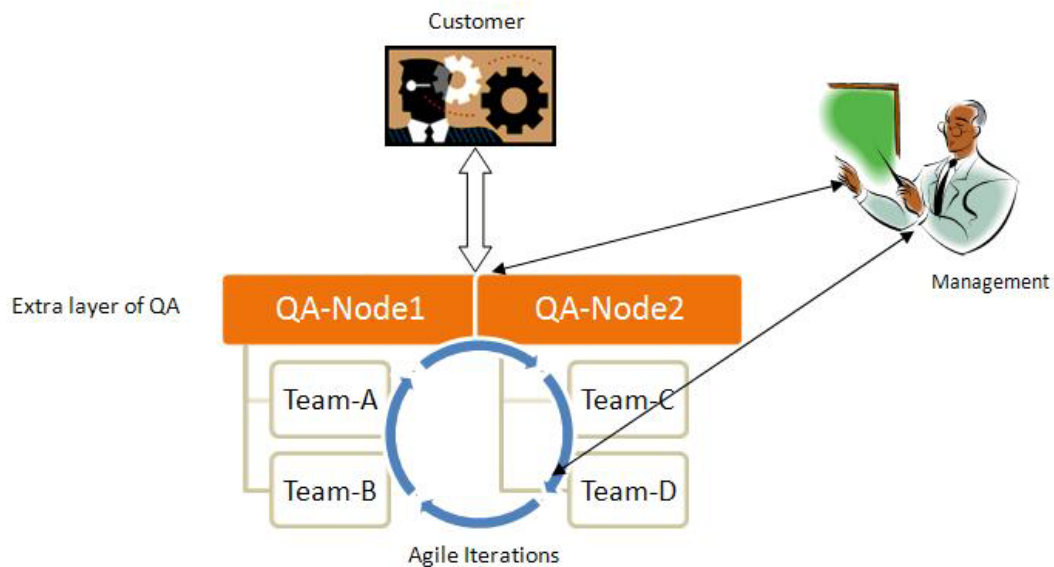 Customer
Management
Extra layer of QA
QA-Node1
QA-Node2
Team-A
Team-C
Team-B
Team-D
Agile Iterations